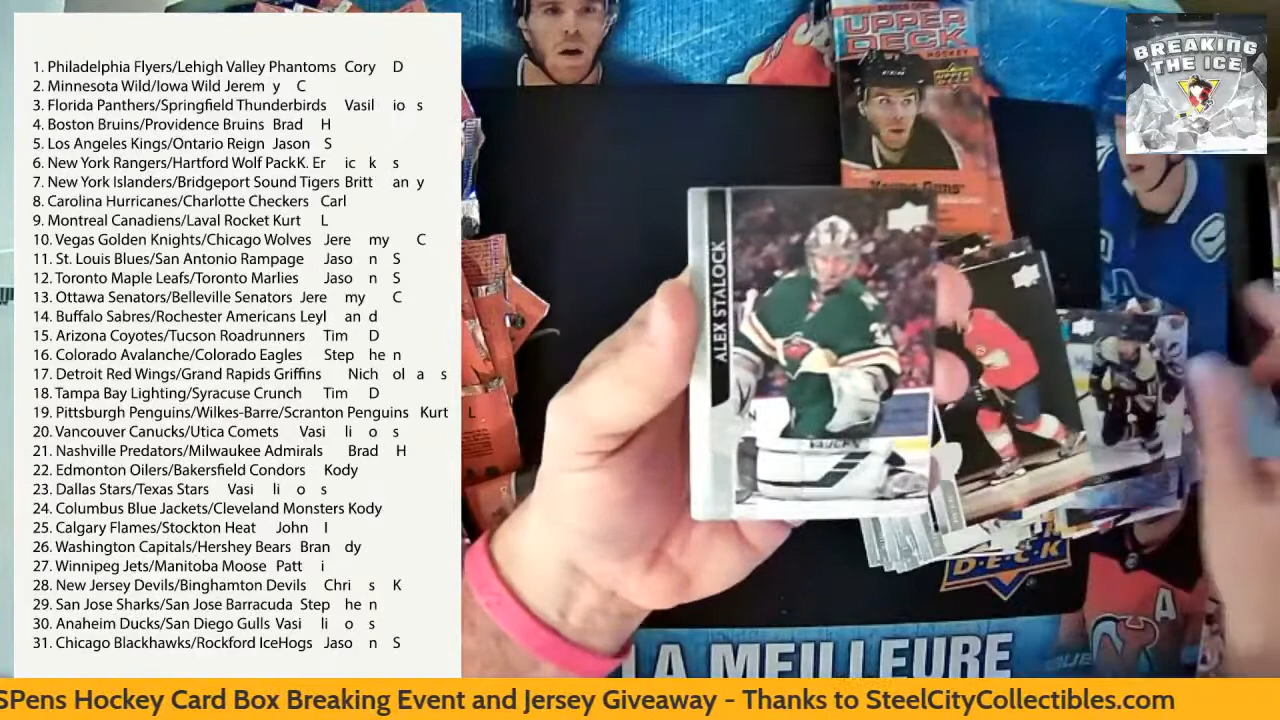 1. Philadelphia Flyers/Lehigh Valley Phantoms Cory D
2. Minnesota Wild/Iowa Wild Jerem y C
3. Florida Panthers/Springfield Thunderbirds Vasil io s
4. Boston Bruins/Providence Bruins Brad H
5. Los Angeles Kings/Ontario Reign Jason S
6. New York Rangers/Hartford Wolf PackK. Er ic k s
7. New York Islanders/Bridgeport Sound Tigers Britt an y
8. Carolina Hurricanes/Charlotte Checkers Carl
9. Montreal Canadiens/Laval Rocket Kurt L
10. Vegas Golden Knights/Chicago Wolves Jere my C
11. St. Louis Blues/San Antonio Rampage Jaso n S
12. Toronto Maple Leafs/Toronto Marlies Jaso n S
13. Ottawa Senators/Belleville Senators Jere my C
14. Buffalo Sabres/Rochester Americans Leyl an d
15. Arizona Coyotes/Tucson Roadrunners Tim D
16. Colorado Avalanche/Colorado Eagles Step he n
17. Detroit Red Wings/Grand Rapids Griffins Nich ol a s
18. Tampa Bay Lighting/Syracuse Crunch Tim D
19. Pittsburgh Penguins/Wilkes-Barre/Scranton Penguins Kurt L
20. Vancouver Canucks/Utica Comets Vasi li o s
21. Nashville Predators/Milwaukee Admirals Brad H
22. Edmonton Oilers/Bakersfield Condors Kody
23. Dallas Stars/Texas Stars Vasi li o s
24. Columbus Blue Jackets/Cleveland Monsters Kody
25. Calgary Flames/Stockton Heat John I
26. Washington Capitals/Hershey Bears Bran dy
27. Winnipeg Jets/Manitoba Moose Patt i
28. New Jersey Devils/Binghamton Devils Chri s K
29. San Jose Sharks/San Jose Barracuda Step he n
30. Anaheim Ducks/San Diego Gulls Vasi li o s
31. Chicago Blackhawks/Rockford IceHogs Jaso n S
UPPER
DECK
HOCKEY
Young Guns
BREAKING
THE ICE
ALEX STALOCK
VAUGHN
DECK
A
LA MEILLEURE
SPens Hockey Card Box Breaking Event and Jersey Giveaway - Thanks to SteelCityCollectibles.com